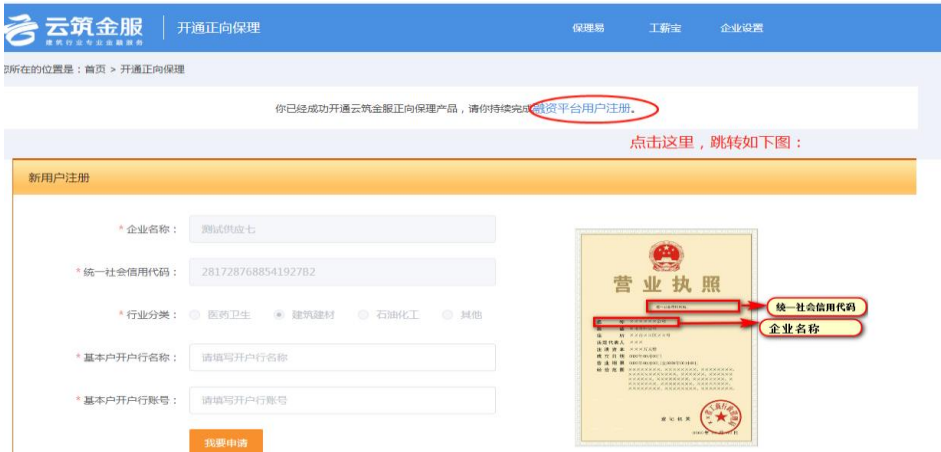 云筑金服 开通正向保理 保理易 工薪宝 企业设置
建筑行业专业金融服务
您所在的位置是：首页 > 开通正向保理
你已经成功开通云筑金服正向保理产品，请你持续完成融资平台用户注册。
点击这里，跳转如下图：
新用户注册
* 企业名称： 测试供应七
* 统一社会信用代码： 281728768854192782
* 行业分类： 医药卫生 建筑建材 石油化工 其他
* 基本户开户行名称： 请填写开户行名称
* 基本户开户行账号： 请填写开户行账号
我要申请
营业执照
统一社会信用代码
企业名称
登记机关